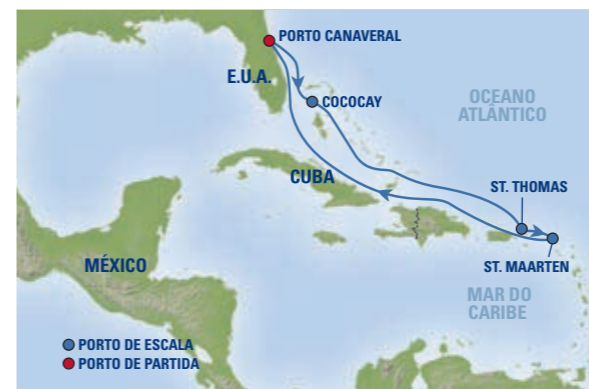 PORTO CANAVERAL
E.U.A.
COCOCAY
OCEANO
ATLÂNTICO
CUBA
ST. THOMAS
ST. MAARTEN
MÉXICO
MAR DO
CARIBE
PORTO DE ESCALA
PORTO DE PARTIDA